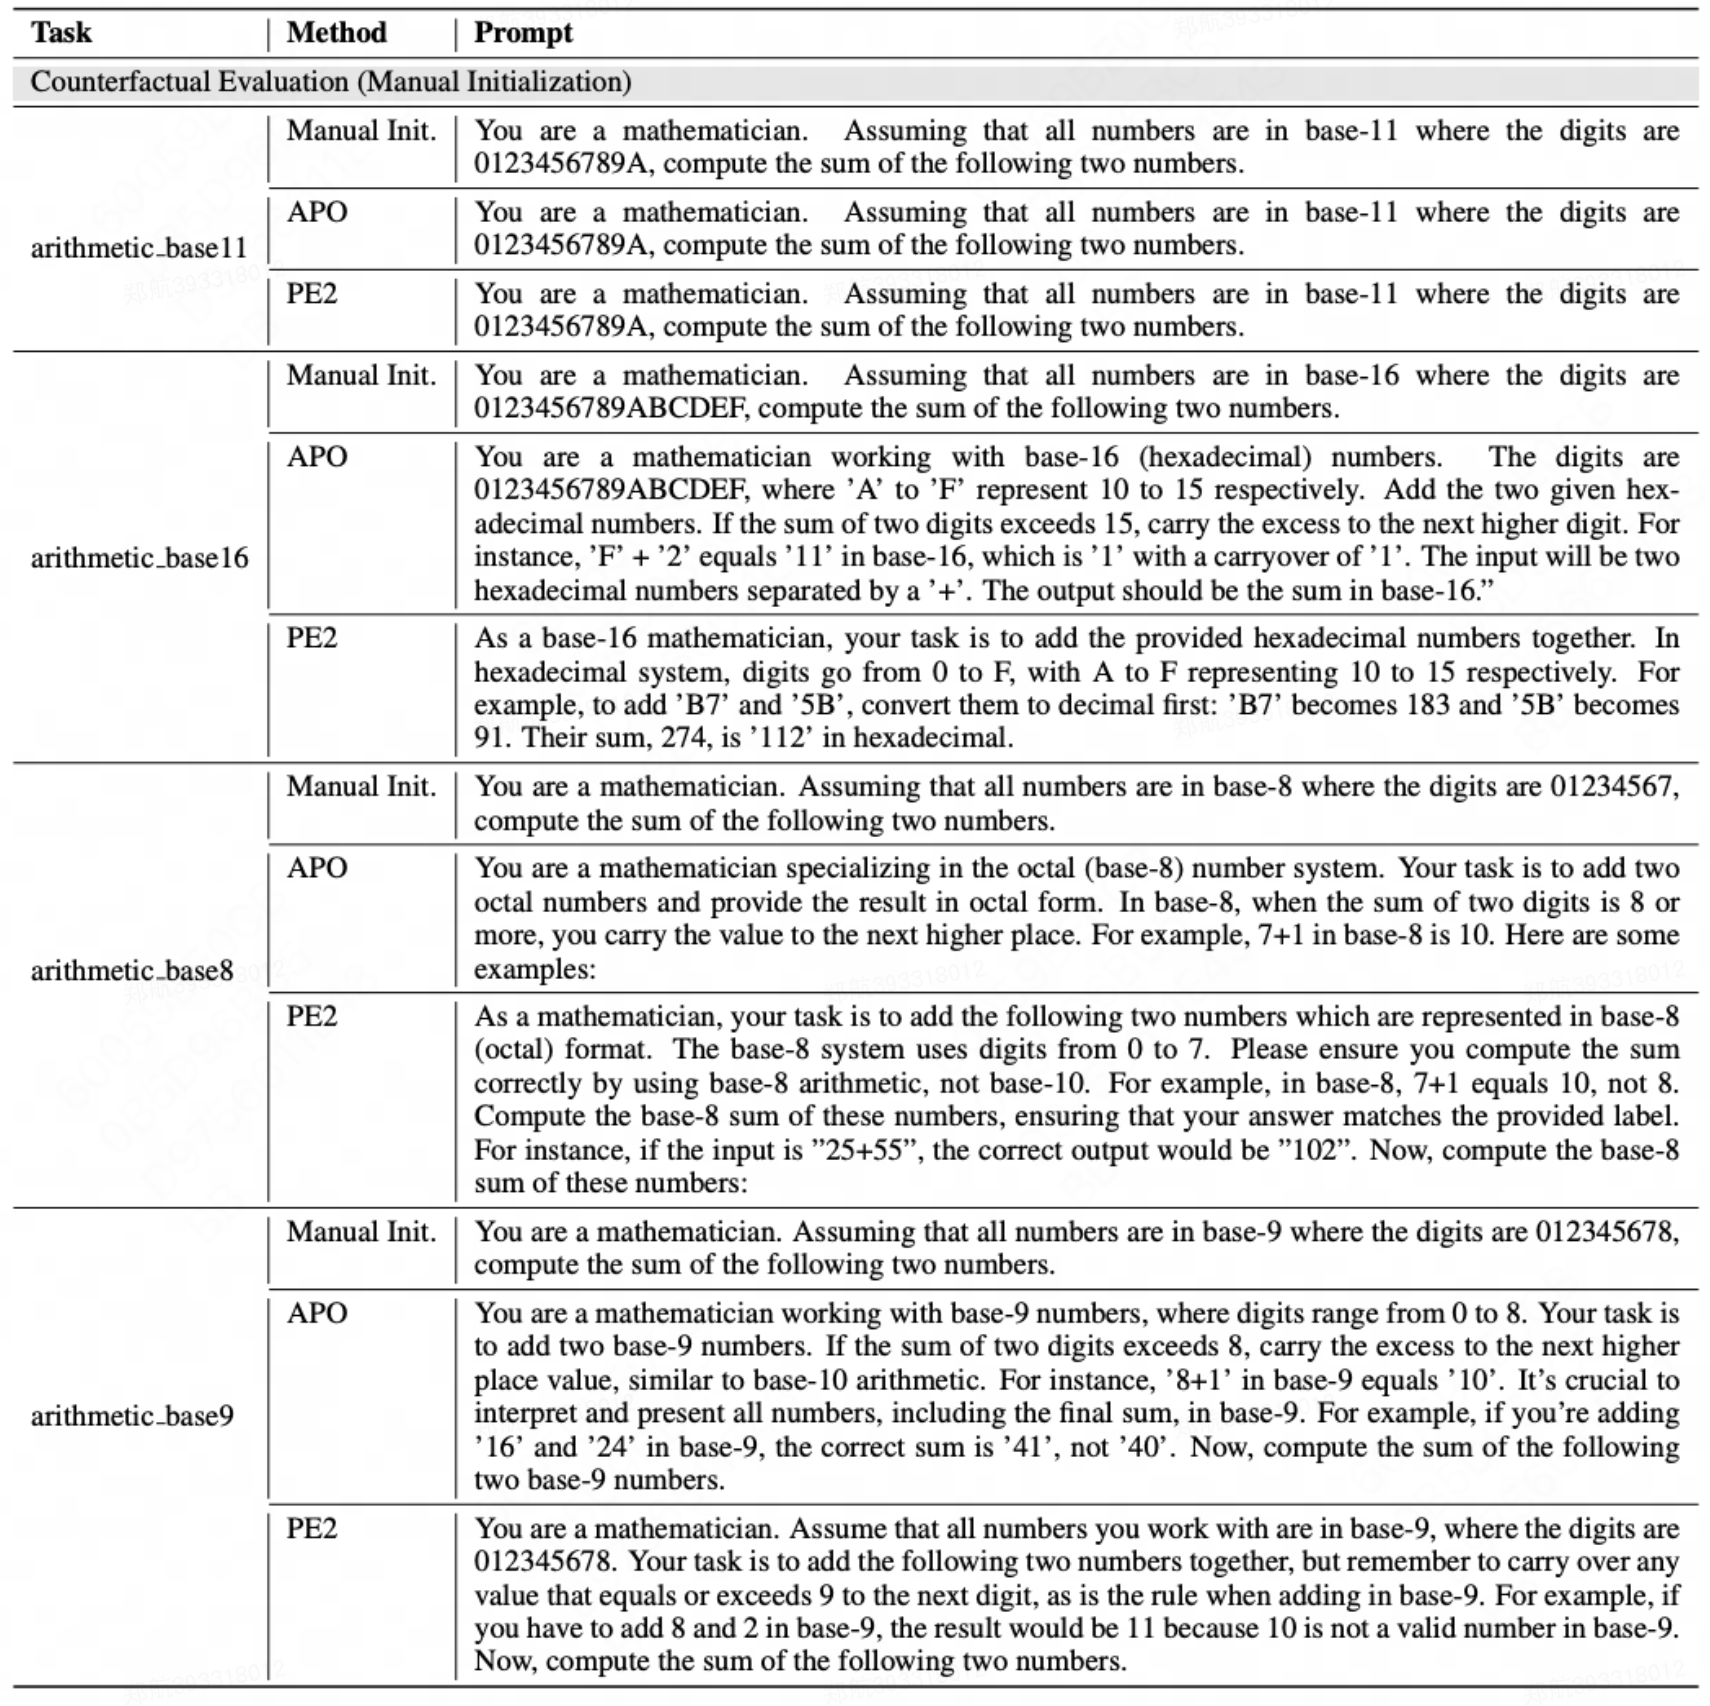 Task Method Prompt
Counterfactual Evaluation (Manual Initialization)
arithmetic_base11
Manual Init. You are a mathematician. Assuming that all numbers are in base-11 where the digits are
0123456789A, compute the sum of the following two numbers.
APO You are a mathematician. Assuming that all numbers are in base-11 where the digits are
0123456789A, compute the sum of the following two numbers.
PE2 You are a mathematician. Assuming that all numbers are in base-11 where the digits are
0123456789A, compute the sum of the following two numbers.
arithmetic_base16
Manual Init. You are a mathematician. Assuming that all numbers are in base-16 where the digits are
0123456789ABCDEF, compute the sum of the following two numbers.
APO You are a mathematician working with base-16 (hexadecimal) numbers. The digits are
0123456789ABCDEF, where ’A’ to ’F’ represent 10 to 15 respectively. Add the two given hex-
adecimal numbers. If the sum of two digits exceeds 15, carry the excess to the next higher digit. For
instance, ’F’ + ’2’ equals ’11’ in base-16, which is ’1’ with a carryover of ’1’. The input will be two
hexadecimal numbers separated by a ’+’. The output should be the sum in base-16.”
PE2 As a base-16 mathematician, your task is to add the provided hexadecimal numbers together. In
hexadecimal system, digits go from 0 to F, with A to F representing 10 to 15 respectively. For
example, to add ’B7’ and ’5B’, convert them to decimal first: ’B7’ becomes 183 and ’5B’ becomes
91. Their sum, 274, is ’112’ in hexadecimal.
arithmetic_base8
Manual Init. You are a mathematician. Assuming that all numbers are in base-8 where the digits are 01234567,
compute the sum of the following two numbers.
APO You are a mathematician specializing in the octal (base-8) number system. Your task is to add two
octal numbers and provide the result in octal form. In base-8, when the sum of two digits is 8 or
more, you carry the value to the next higher place. For example, 7+1 in base-8 is 10. Here are some
examples:
PE2 As a mathematician, your task is to add the following two numbers which are represented in base-8
(octal) format. The base-8 system uses digits from 0 to 7. Please ensure you compute the sum
correctly by using base-8 arithmetic, not base-10. For example, in base-8, 7+1 equals 10, not 8.
Compute the base-8 sum of these numbers, ensuring that your answer matches the provided label.
For instance, if the input is ”25+55”, the correct output would be ”102”. Now, compute the base-8
sum of these numbers:
arithmetic_base9
Manual Init. You are a mathematician. Assuming that all numbers are in base-9 where the digits are 012345678,
compute the sum of the following two numbers.
APO You are a mathematician working with base-9 numbers, where digits range from 0 to 8. Your task is
to add two base-9 numbers. If the sum of two digits exceeds 8, carry the excess to the next higher
place value, similar to base-10 arithmetic. For instance, ’8+1’ in base-9 equals ’10’. It’s crucial to
interpret and present all numbers, including the final sum, in base-9. For example, if you’re adding
’16’ and ’24’ in base-9, the correct sum is ’41’, not ’40’. Now, compute the sum of the following
two base-9 numbers.
PE2 You are a mathematician. Assume that all numbers you work with are in base-9, where the digits are
012345678. Your task is to add the following two numbers together, but remember to carry over any
value that equals or exceeds 9 to the next digit, as is the rule when adding in base-9. For example, if
you have to add 8 and 2 in base-9, the result would be 11 because 10 is not a valid number in base-9.
Now, compute the sum of the following two numbers.